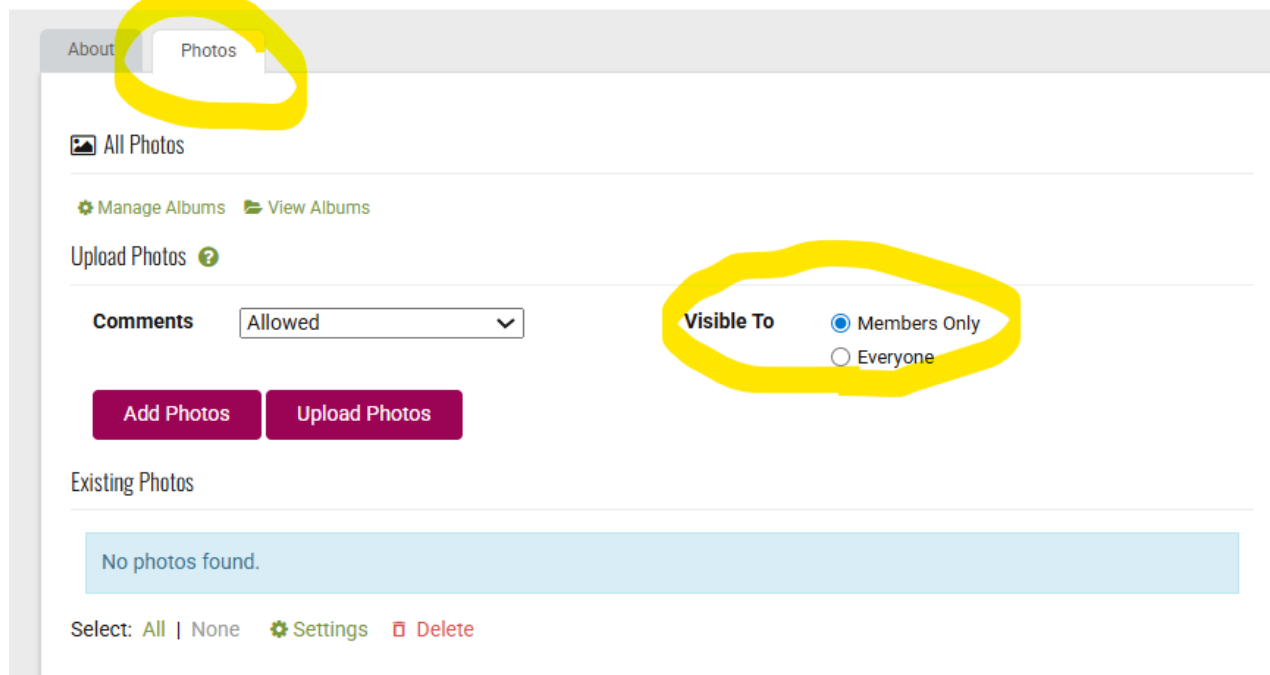 About Photos
All Photos
Manage Albums View Albums
Upload Photos ?
Comments Allowed Visible To Members Only
Everyone
Add Photos Upload Photos
Existing Photos
No photos found.
Select: All | None Settings Delete